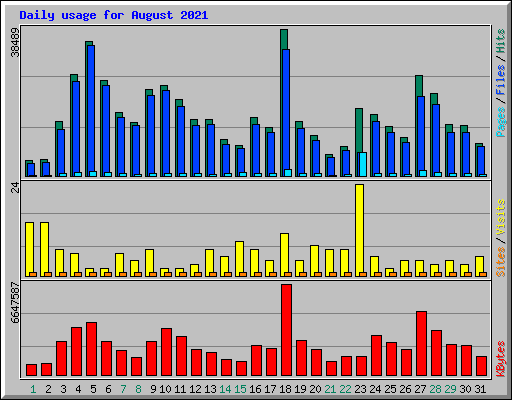 Daily usage for August 2021
38489
24
6647587
Pages / Files / Hits
Sites / Visits
KBytes
1 2 3 4 5 6 7 8 9 10 11 12 13 14 15 16 17 18 19 20 21 22 23 24 25 26 27 28 29 30 31